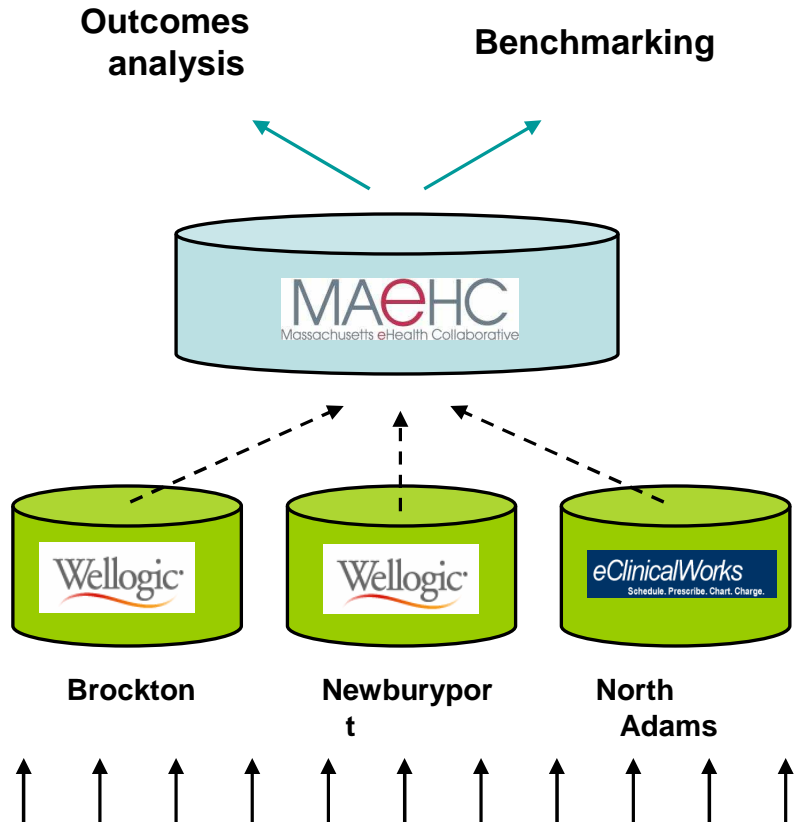 Outcomes
analysis
Benchmarking
MAeHC
Massachusetts eHealth Collaborative
Wellogic
Wellogic
eClinicalWorks
Schedule. Prescribe. Chart. Charge.
Brockton
Newburypor
t
North
Adams